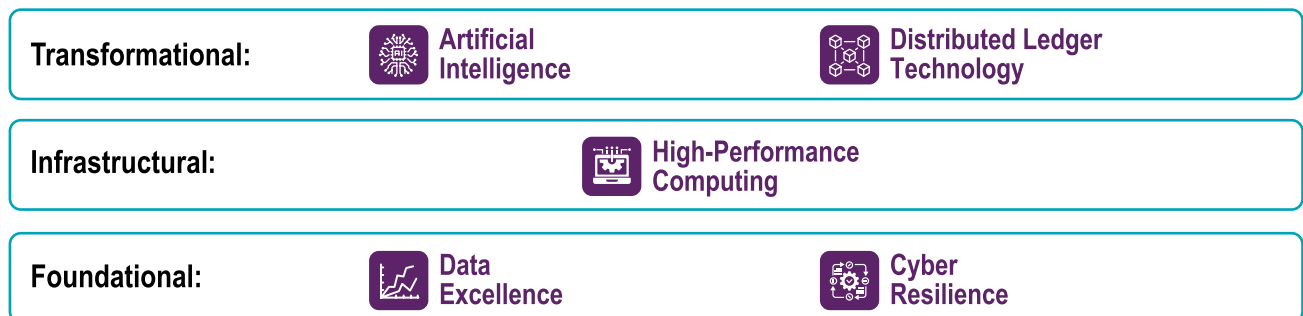 Transformational:
Artificial
Intelligence
Distributed Ledger
Technology
Infrastructural:
High-Performance
Computing
Foundational:
Data
Excellence
Cyber
Resilience